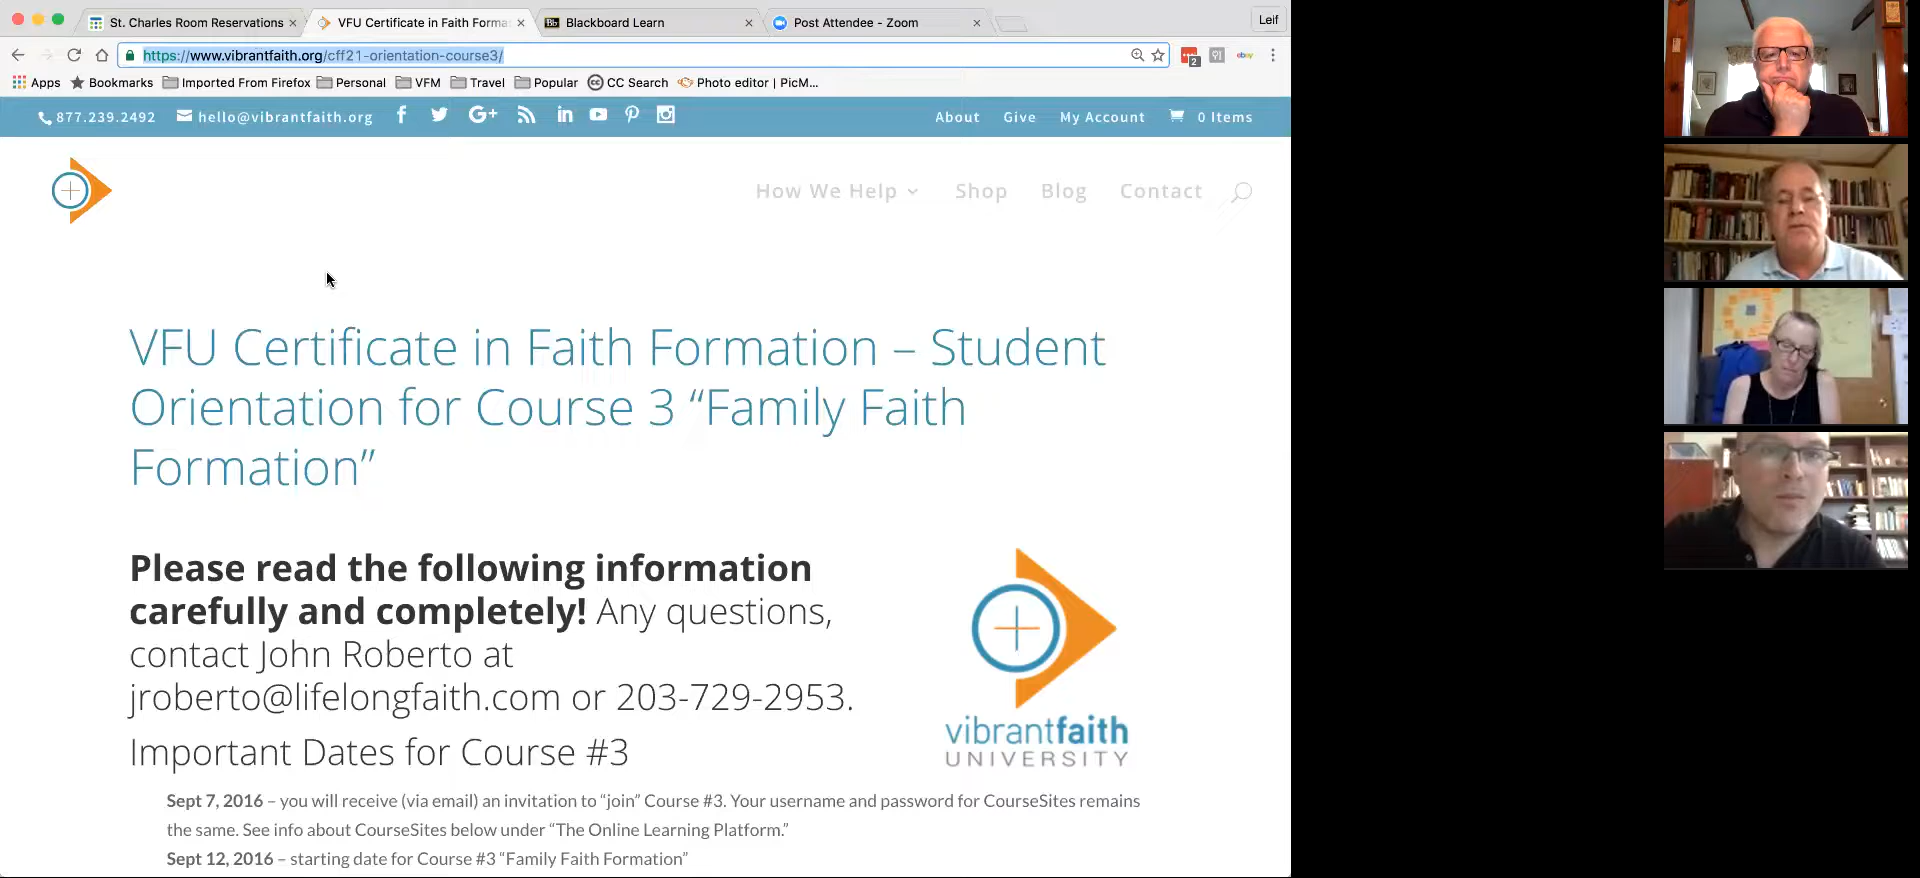 St. Charles Room Reservations
VFU Certificate in Faith Forma
Blackboard Learn
Post Attendee - Zoom
Leif
https://www.vibrantfaith.org/cff21-orientation-course3/
2
Apps
Bookmarks
Imported From Firefox
Personal
VFM
Travel
Popular
CC Search
Photo editor | PicM...
877.239.2492
hello@vibrantfaith.org
About
Give
My Account
0 Items
How We Help
Shop
Blog
Contact
VFU Certificate in Faith Formation – Student
Orientation for Course 3 “Family Faith
Formation”
Please read the following information
carefully and completely! Any questions,
contact John Roberto at
jroberto@lifelongfaith.com or 203-729-2953.
vibrantfaith
UNIVERSITY
Important Dates for Course #3
Sept 7, 2016 – you will receive (via email) an invitation to “join” Course #3. Your username and password for CourseSites remains
the same. See info about CourseSites below under “The Online Learning Platform.”
Sept 12, 2016 – starting date for Course #3 “Family Faith Formation”